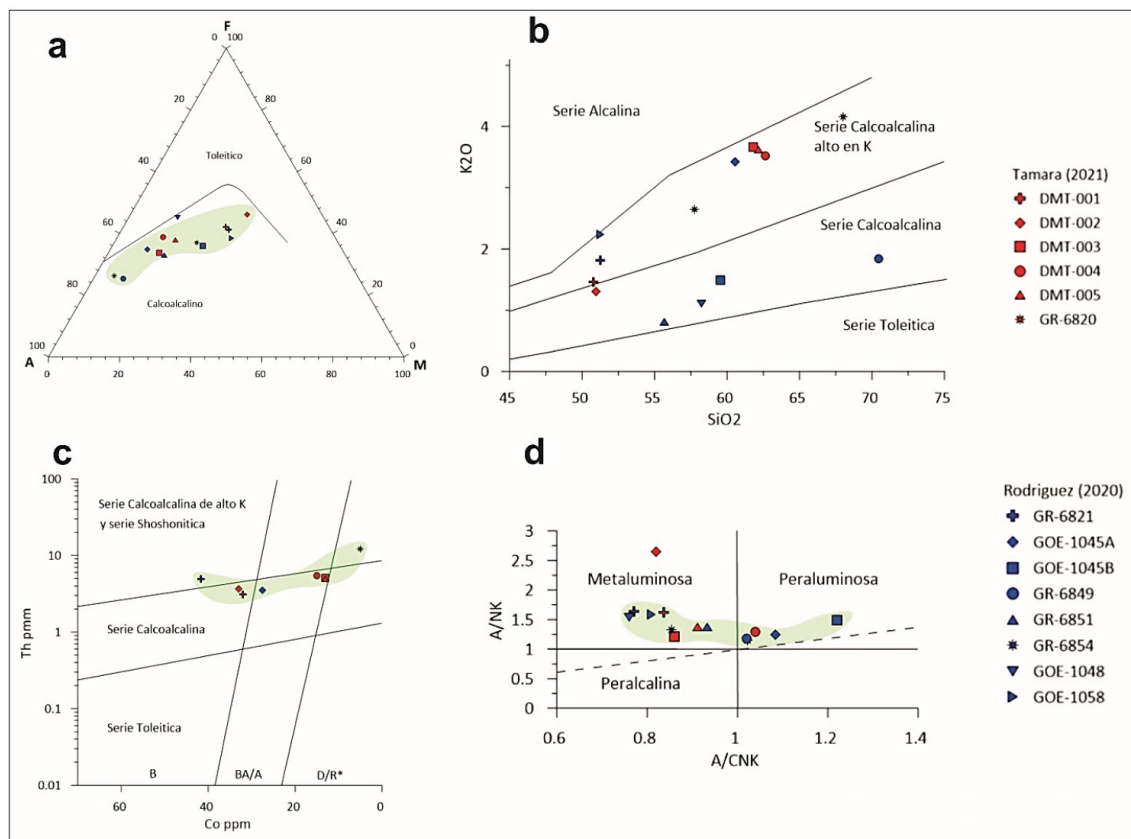 a
F
0 100
20 80
Toleitico
40 60
60 40
80 20
Calcoalcalino
100 0
A M
0 20 40 60 80 100
b
4
2
0
K2O
Serie Alcalina
Serie Calcoalcalina
alto en K
Serie Calcoalcalina
Serie Toleitica
45 50 55 60 65 70 75
SiO2
Tamara (2021)
DMT-001
DMT-002
DMT-003
DMT-004
DMT-005
GR-6820
c
100
10
1
0.1
0.01
Th pmm
Serie Calcoalcalina de alto K
y serie Shoshonitica
Serie Calcoalcalina
Serie Toleitica
B BA/A D/R*
60 40 20 0
Co ppm
d
3
2.5
2
1.5
1
0.5
0
A/NK
Metaluminosa Peraluminosa
Peralcalina
0.6 0.8 1 1.2 1.4
A/CNK
Rodriguez (2020)
GR-6821
GOE-1045A
GOE-1045B
GR-6849
GR-6851
GR-6854
GOE-1048
GOE-1058